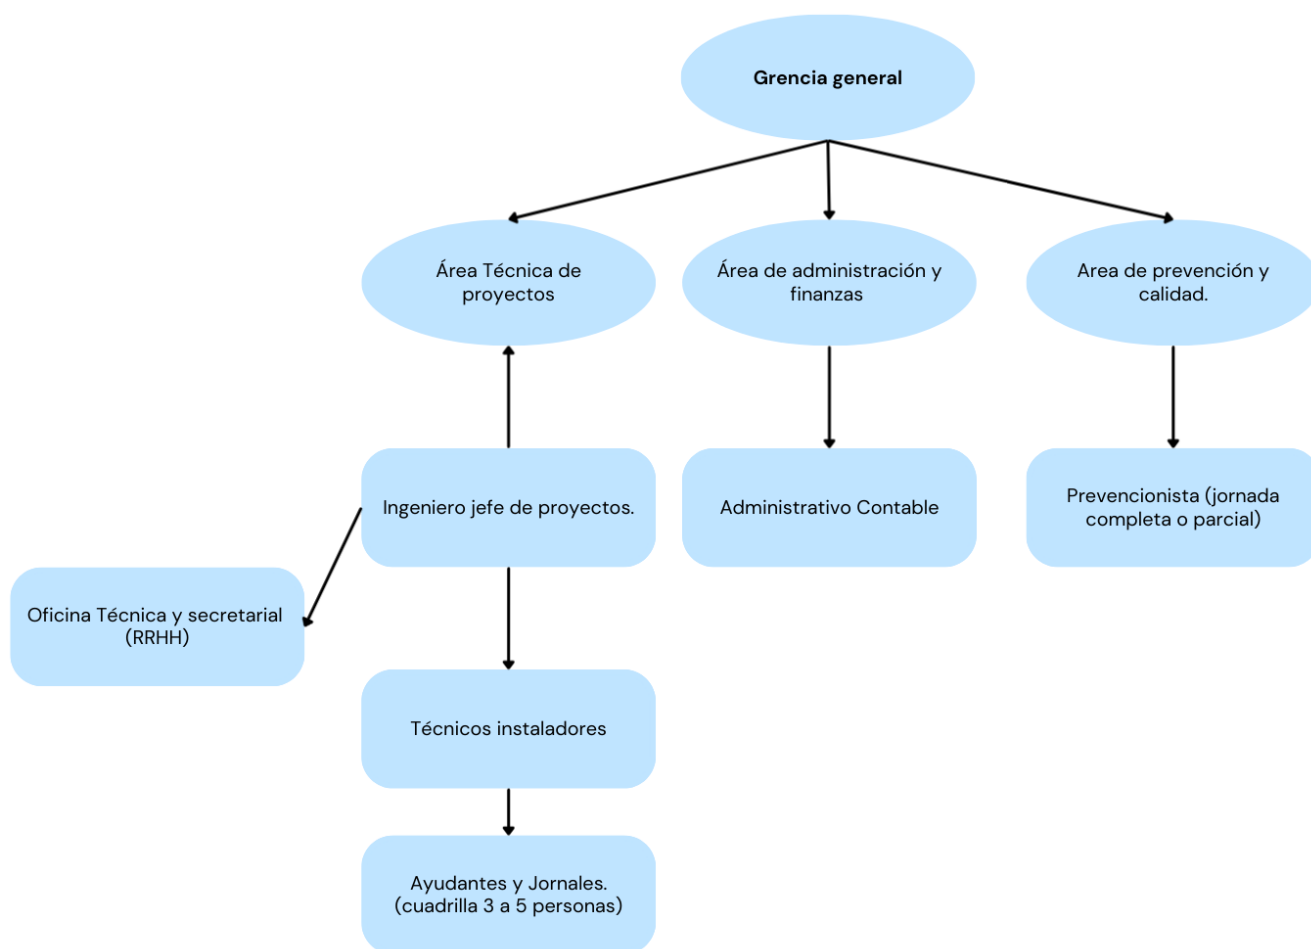 Grencia general
Área Técnica de
proyectos
Área de administración y
finanzas
Area de prevención y
calidad.
Ingeniero jefe de proyectos.
Administrativo Contable
Prevencionista (jornada
completa o parcial)
Oficina Técnica y secretarial
(RRHH)
Técnicos instaladores
Ayudantes y Jornales.
(cuadrilla 3 a 5 personas)